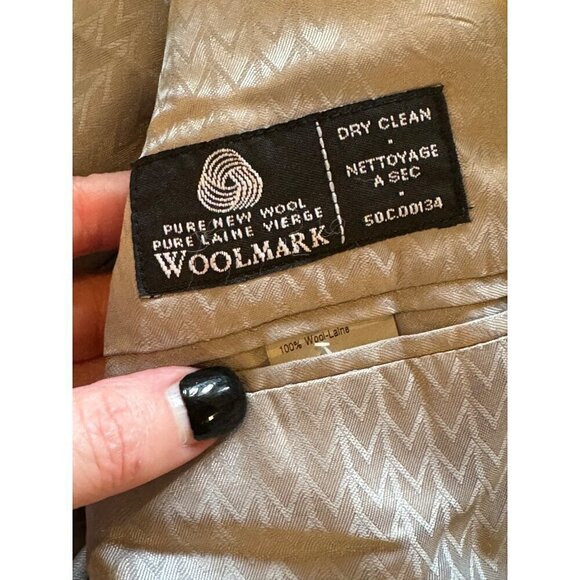 PURE NEW WOOL
PURE LAINE VIERGE
WOOLMARK
DRY CLEAN
•
NETTOYAGE
A SEC
•
50.C.00134
100% Wool-Laine